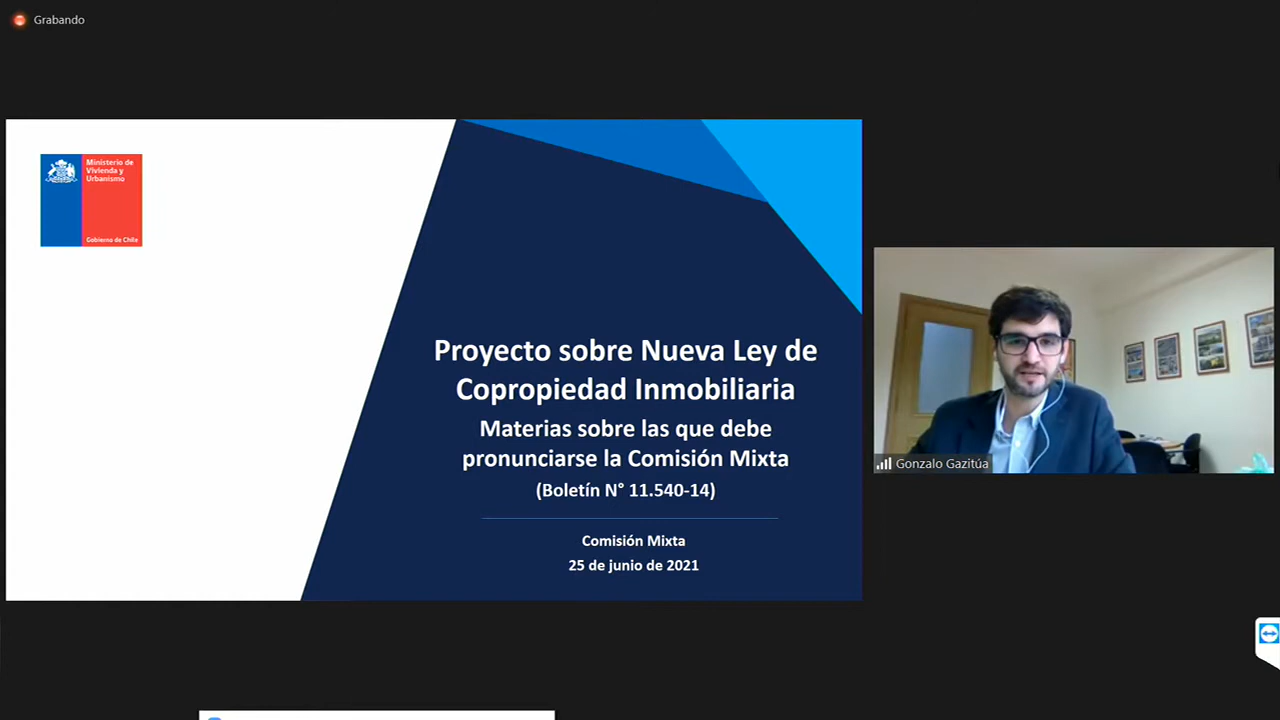 Grabando
Ministerio de
Vivienda y
Urbanismo
Gobierno de Chile
Proyecto sobre Nueva Ley de
Copropiedad Inmobiliaria
Materias sobre las que debe
pronunciarse la Comisión Mixta
(Boletín N° 11.540-14)
Comisión Mixta
25 de junio de 2021
Gonzalo Gazitúa